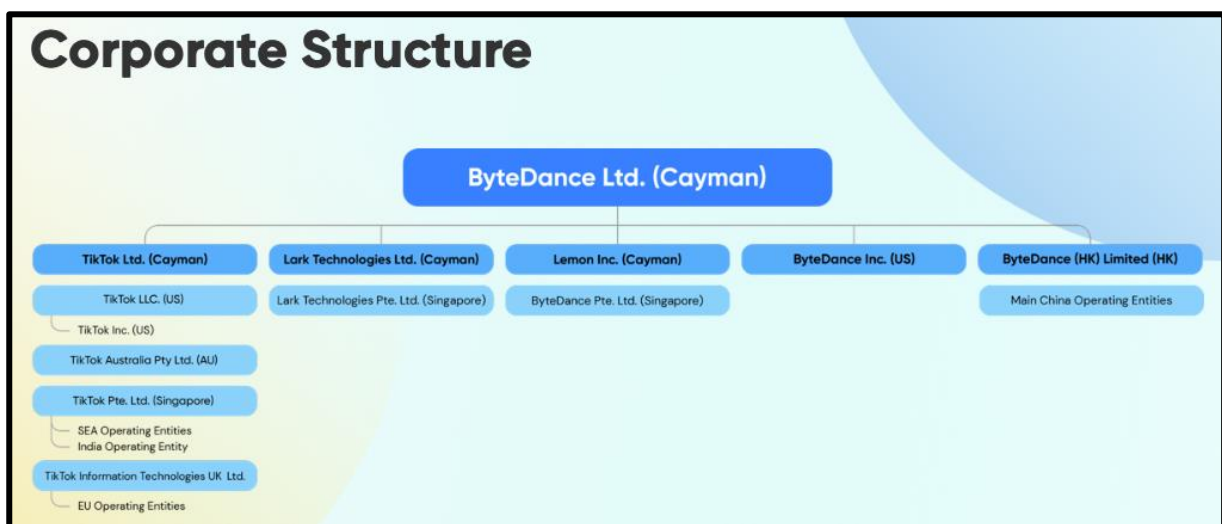 Corporate Structure
ByteDance Ltd. (Cayman)
TikTok Ltd. (Cayman)
TikTok LLC. (US)
TikTok Inc. (US)
TikTok Australia Pty Ltd. (AU)
TikTok Pte. Ltd. (Singapore)
SEA Operating Entities
India Operating Entity
TikTok Information Technologies UK Ltd.
EU Operating Entities
Lark Technologies Ltd. (Cayman)
Lark Technologies Pte. Ltd. (Singapore)
Lemon Inc. (Cayman)
ByteDance Pte. Ltd. (Singapore)
ByteDance Inc. (US)
ByteDance (HK) Limited (HK)
Main China Operating Entities